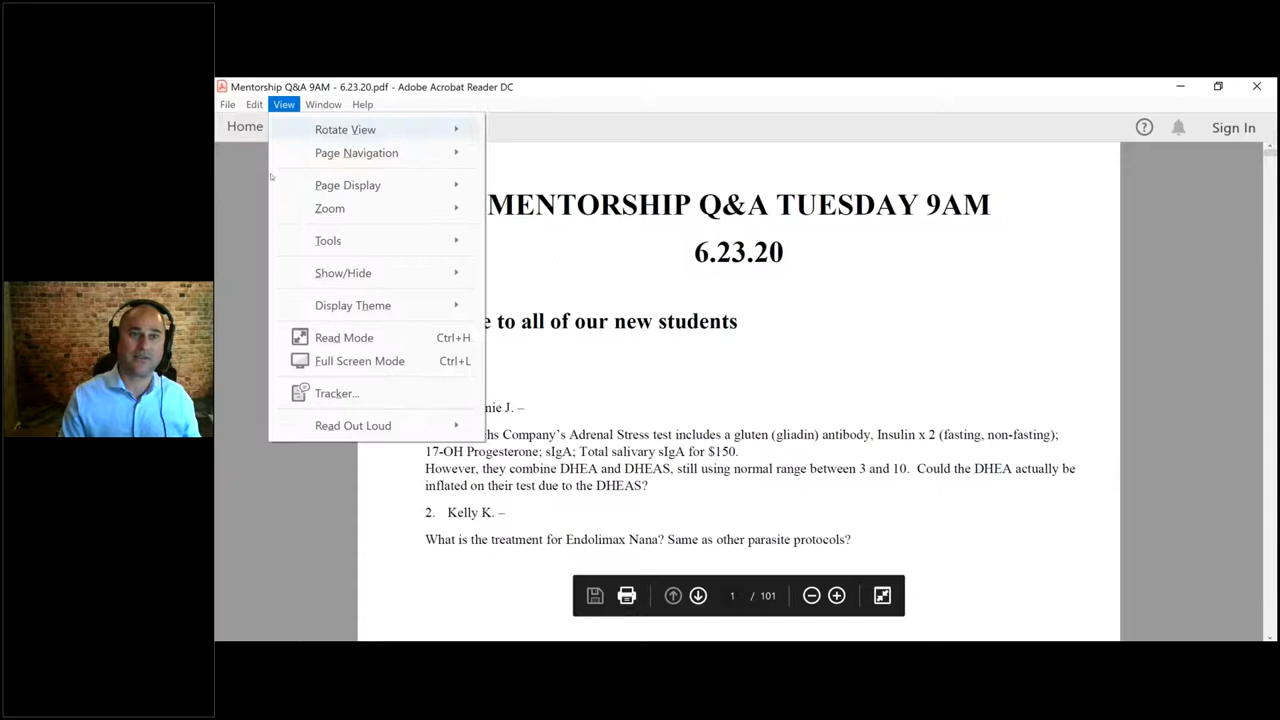 Mentorship Q&A 9AM - 6.23.20.pdf - Adobe Acrobat Reader DC
File Edit View Window Help
Home
Sign In
Rotate View
Page Navigation
Page Display
Zoom
Tools
Show/Hide
Display Theme
Read Mode Ctrl+H
Full Screen Mode Ctrl+L
Tracker...
Read Out Loud
MENTORSHIP Q&A TUESDAY 9AM
6.23.20
to all of our new students
J. –
Company’s Adrenal Stress test includes a gluten (gliadin) antibody, Insulin x 2 (fasting, non-fasting);
17-OH Progesterone; sIgA; Total salivary sIgA for $150.
However, they combine DHEA and DHEAS, still using normal range between 3 and 10. Could the DHEA actually be
inflated on their test due to the DHEAS?
2. Kelly K. –
What is the treatment for Endolimax Nana? Same as other parasite protocols?
1 / 101